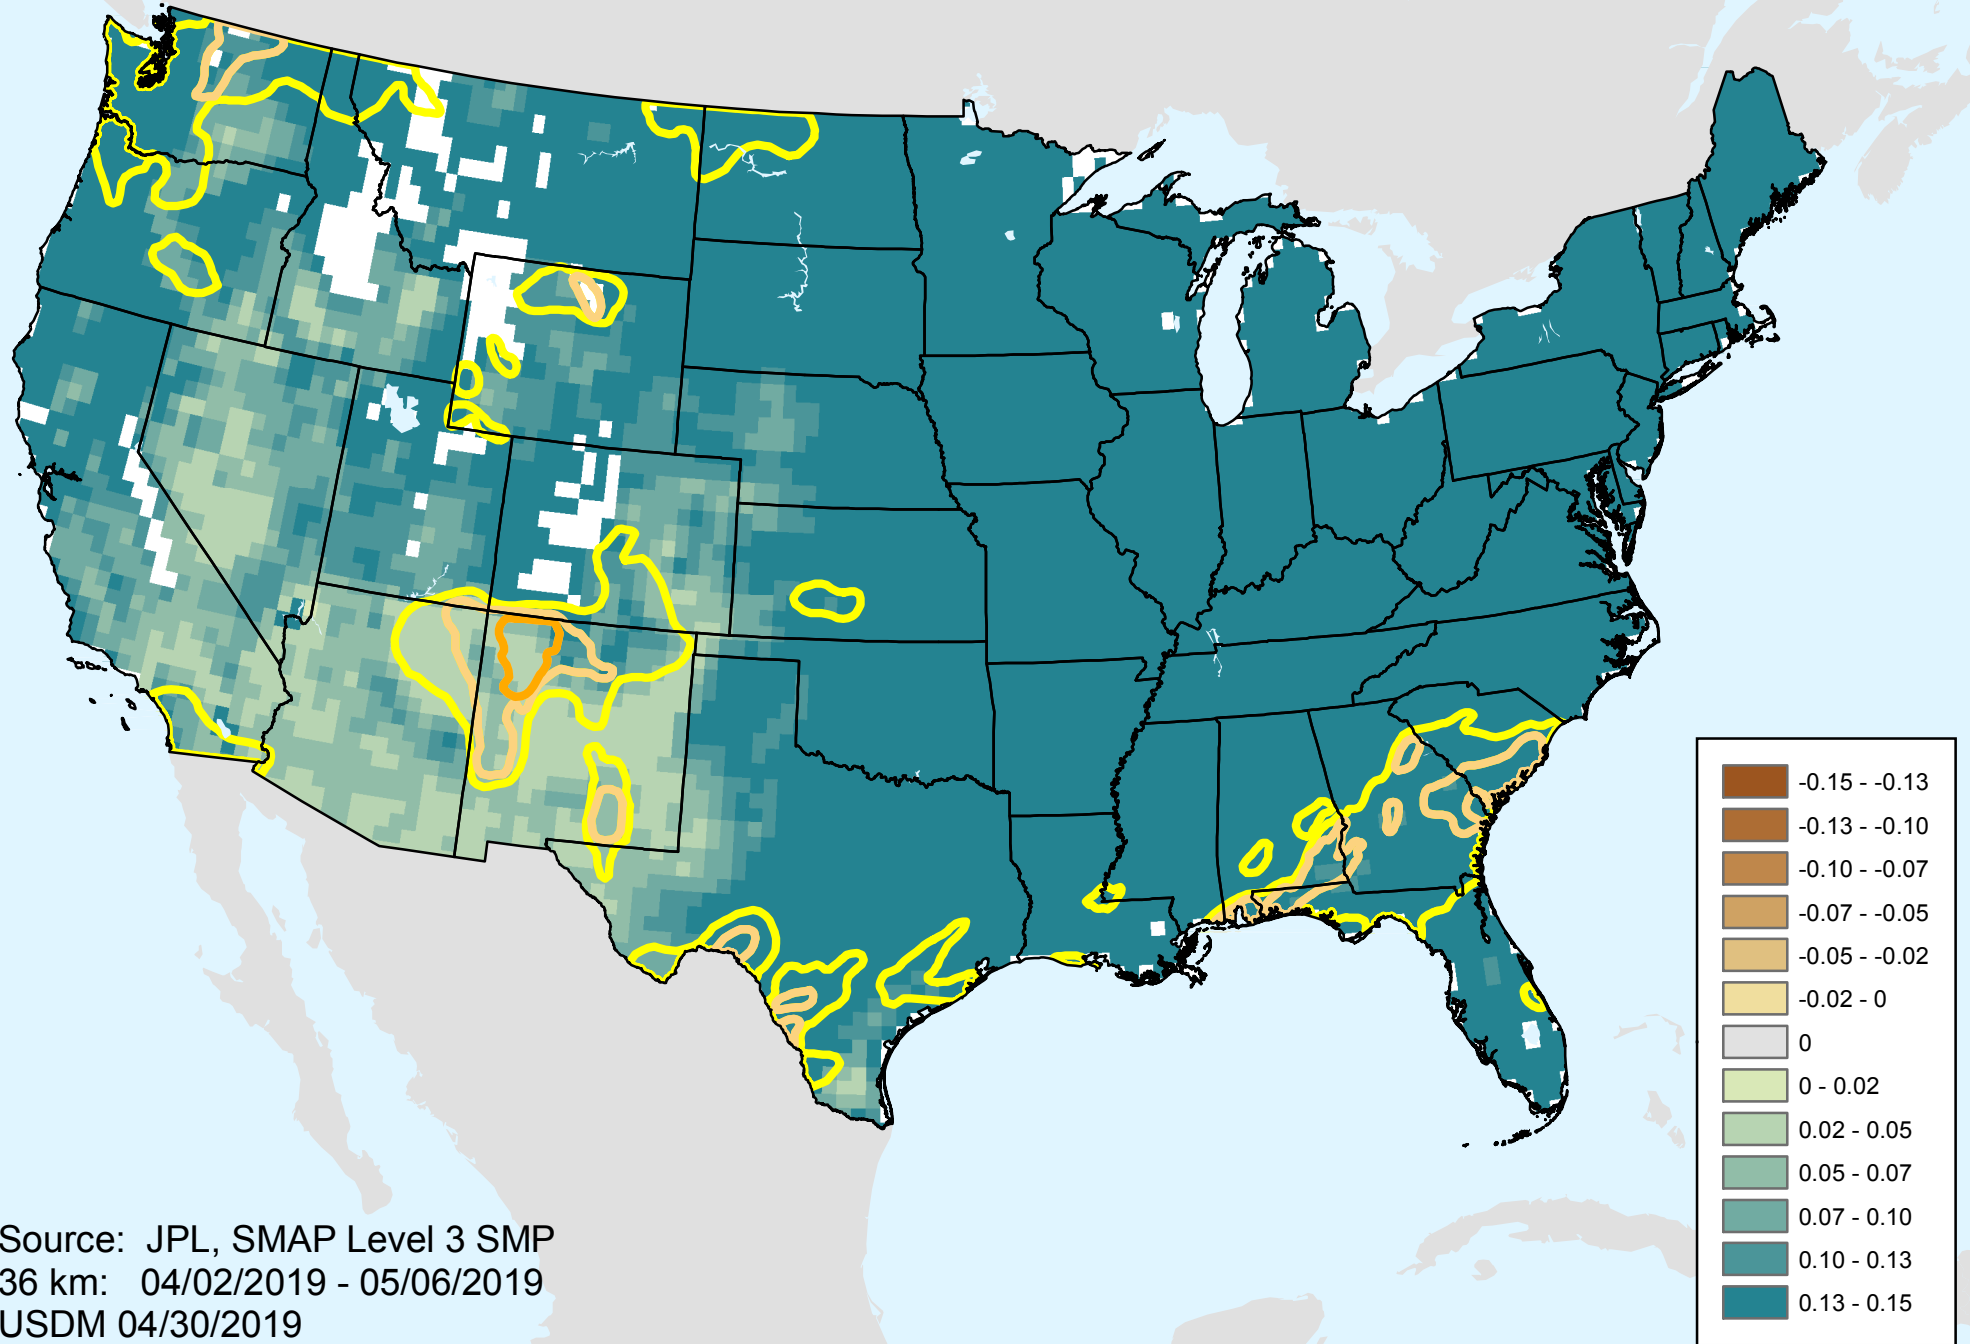 -0.15 - -0.13
-0.13 - -0.10
-0.10 - -0.07
-0.07 - -0.05
-0.05 - -0.02
-0.02 - 0
0
0 - 0.02
0.02 - 0.05
0.05 - 0.07
0.07 - 0.10
0.10 - 0.13
0.13 - 0.15
Source: JPL, SMAP Level 3 SMP
36 km: 04/02/2019 - 05/06/2019
USDM 04/30/2019